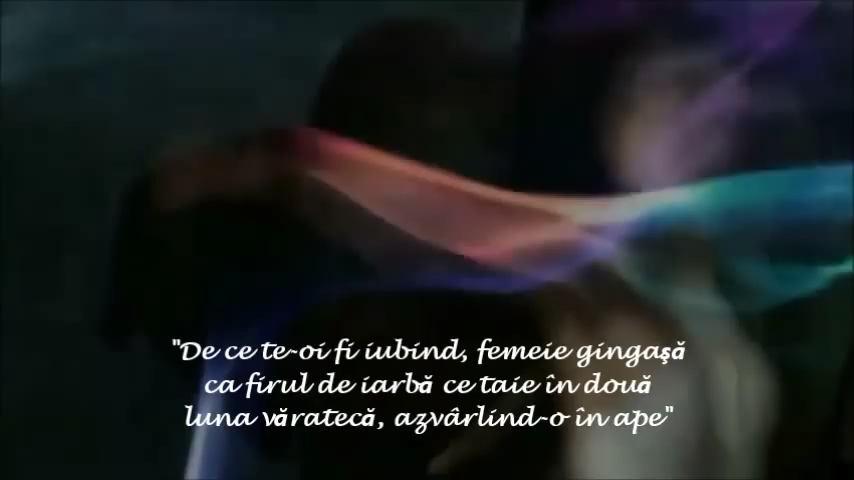 "De ce te-oi fi iubind, femeie gingaşă
ca firul de iarbă ce taie în două
luna văratecă, azvârlind-o în ape"